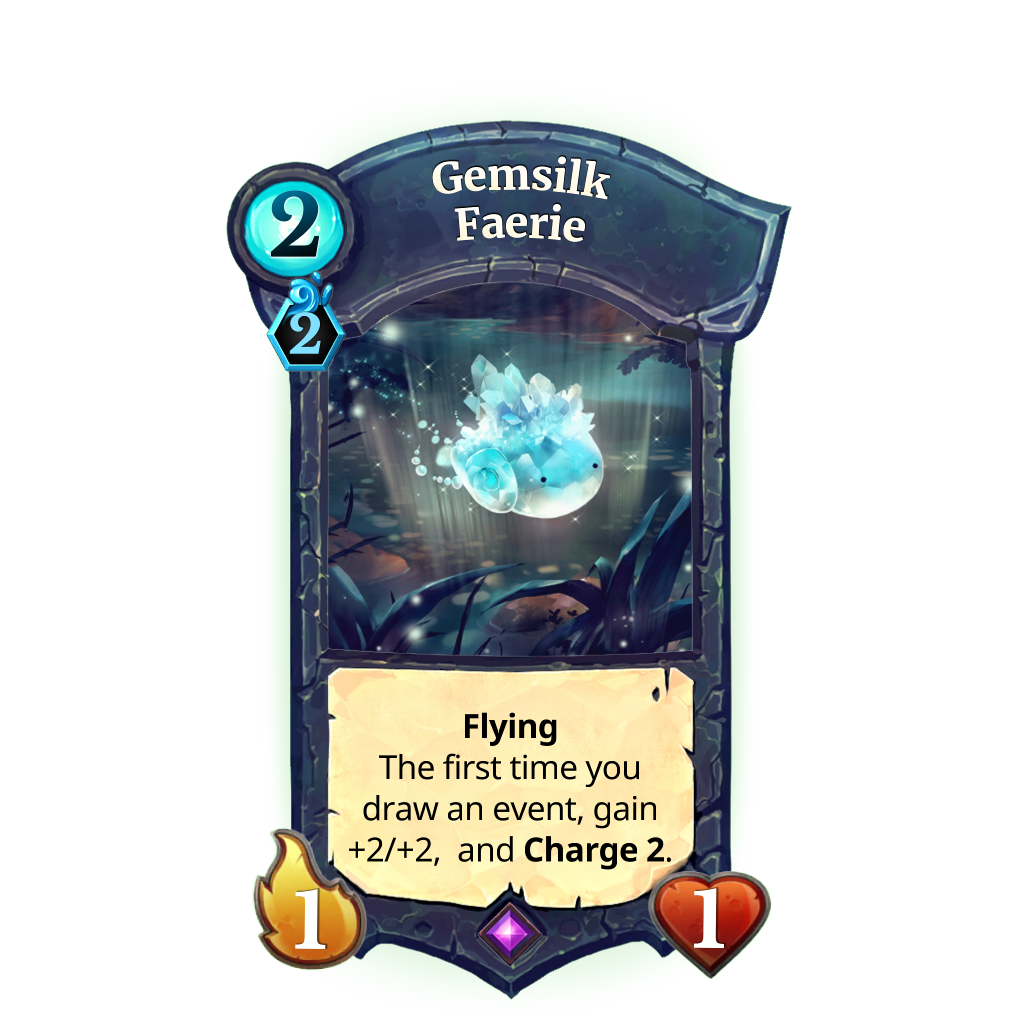 Gemsilk
Faerie
2
2
Flying
The first time you
draw an event, gain
+2/+2,  and Charge 2.
1
1